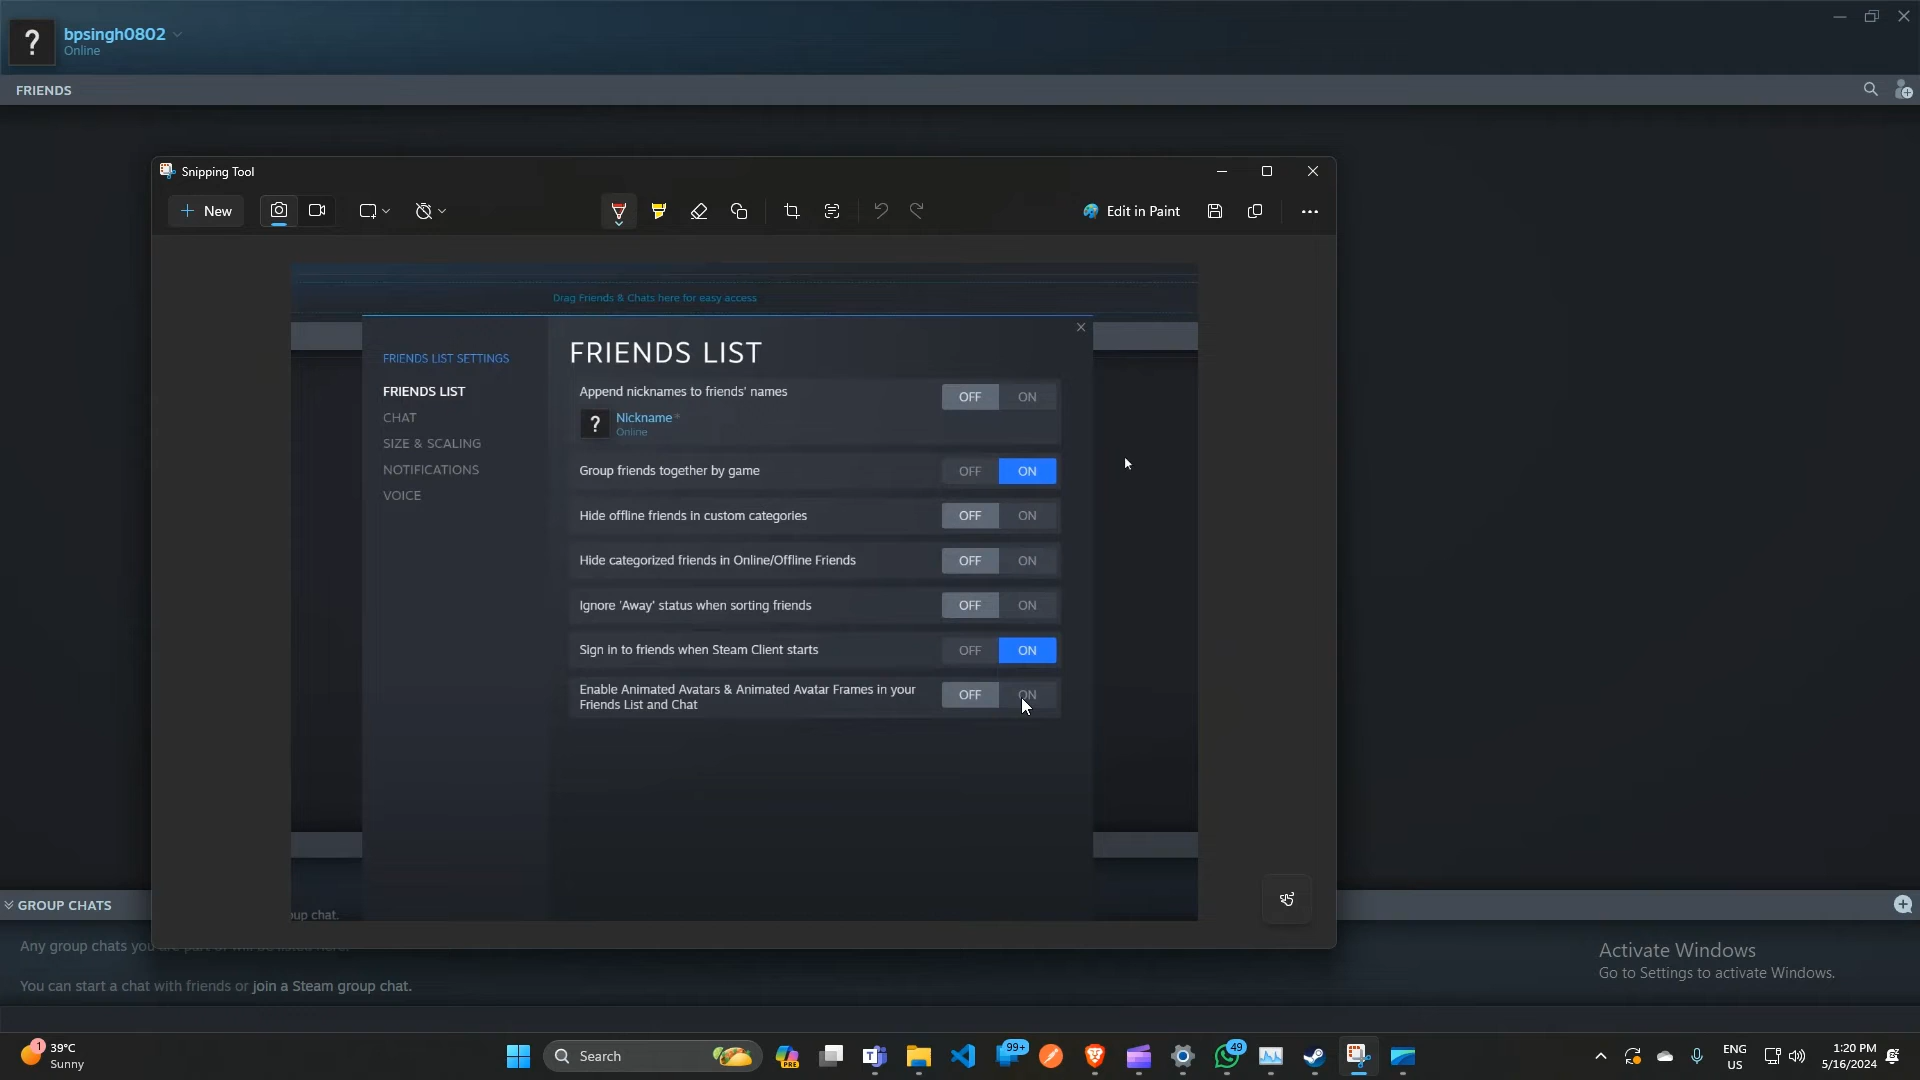 bpsingh0802
Online
FRIENDS
Snipping Tool
New
Edit in Paint
Drag Friends & Chats here for easy access
FRIENDS LIST SETTINGS
FRIENDS LIST
CHAT
SIZE & SCALING
NOTIFICATIONS
VOICE
FRIENDS LIST
Append nicknames to friends' names
OFF ON
? Nickname *
Online
Group friends together by game
OFF ON
Hide offline friends in custom categories
OFF ON
Hide categorized friends in Online/Offline Friends
OFF ON
Ignore 'Away' status when sorting friends
OFF ON
Sign in to friends when Steam Client starts
OFF ON
Enable Animated Avatars & Animated Avatar Frames in your
Friends List and Chat
OFF ON
up chat.
GROUP CHATS
Any group chats you
You can start a chat with friends or join a Steam group chat.
Activate Windows
Go to Settings to activate Windows.
1
39°C
Sunny
Search
PRE
99+
49
ENG
US
1:20 PM
5/16/2024